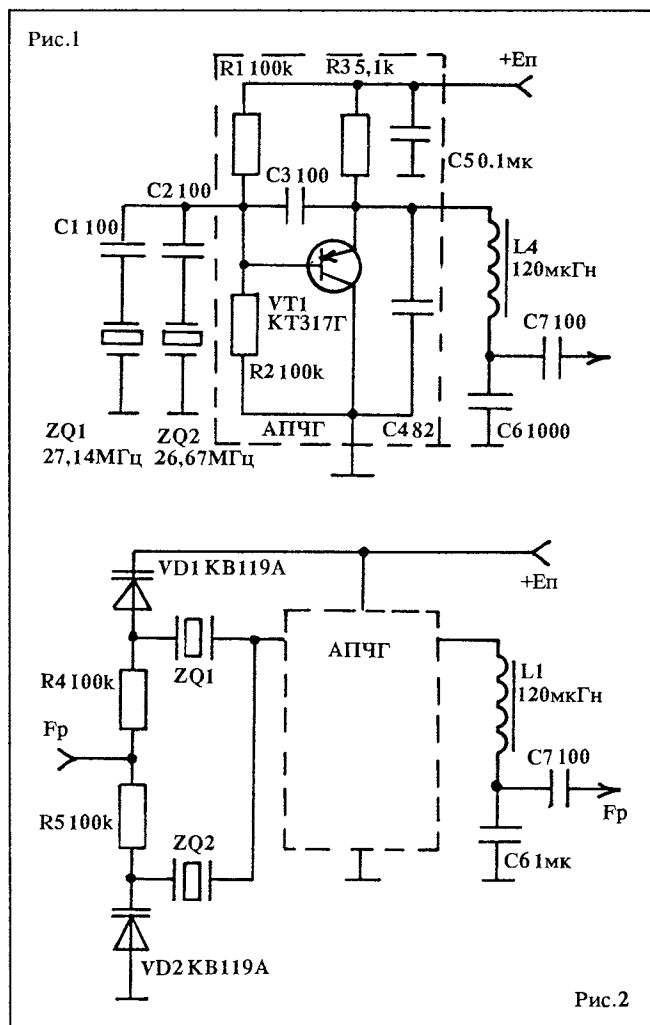 Рис.1
R1 100k
R3 5,1k
+Еп
C5 0.1мк
C3 100
C2 100
C1 100
L4
120мкГн
VT1
КТ317Г
C7 100
R2 100k
ZQ1
27,14МГц
ZQ2
26,67МГц
АПЧГ
C4 82
C6 1000
VD1 КВ119А
+Еп
АПЧГ
ZQ1
R4 100k
L1
120мкГн
Fр
C7 100
R5 100k
Fр
ZQ2
C6 1мк
VD2 КВ119А
Рис.2